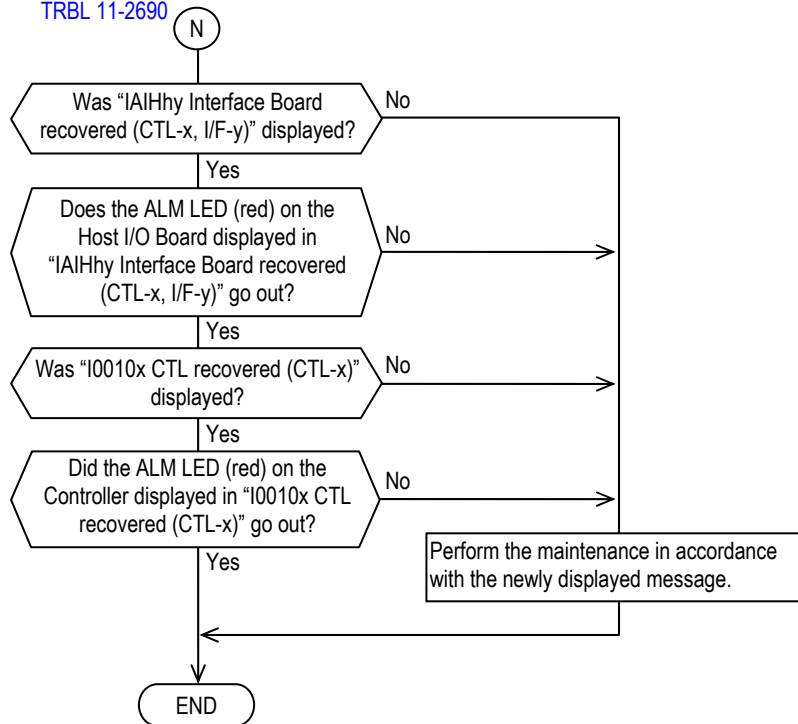 TRBL 11-2690
N
Was “IAIHhy Interface Board
recovered (CTL-x, I/F-y)” displayed?
No
Yes
Does the ALM LED (red) on the
Host I/O Board displayed in
“IAIHhy Interface Board recovered
(CTL-x, I/F-y)” go out?
No
Yes
Was “I0010x CTL recovered (CTL-x)”
displayed?
No
Yes
Did the ALM LED (red) on the
Controller displayed in “I0010x CTL
recovered (CTL-x)” go out?
No
Yes
Perform the maintenance in accordance
with the newly displayed message.
END